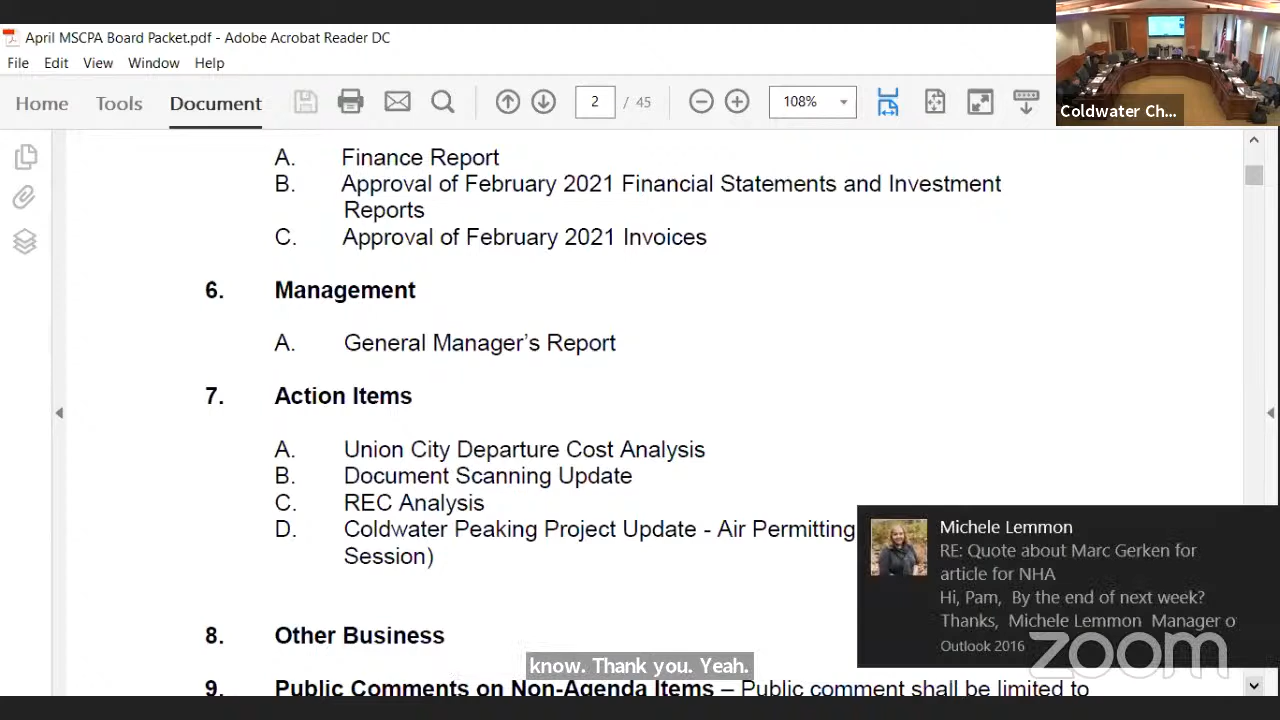 April MSCPA Board Packet.pdf - Adobe Acrobat Reader DC
File Edit View Window Help
Home Tools Document 2 / 45 108%
Coldwater Ch...
A. Finance Report
B. Approval of February 2021 Financial Statements and Investment
Reports
C. Approval of February 2021 Invoices
6. Management
A. General Manager's Report
7. Action Items
A. Union City Departure Cost Analysis
B. Document Scanning Update
C. REC Analysis
D. Coldwater Peaking Project Update - Air Permitting
Session)
Michele Lemmon
RE: Quote about Marc Gerken for
article for NHA
Hi, Pam, By the end of next week?
Thanks, Michele Lemmon Manager o
Outlook 2016
zoom
8. Other Business
know. Thank you. Yeah.
9. Public Comments on Non-Agenda Items – Public comment shall be limited to